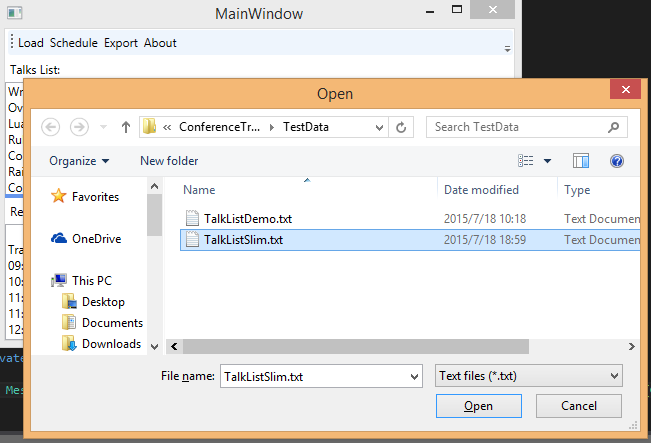 MainWindow
Load Schedule Export About
Talks List:
Wr
Ov
Lua
Ru
Co
Rai
Co
Re
Tra
09:
10:
11:
11:
12:
vate
Mes
Open
« ConferenceTr... TestData
Search TestData
Organize New folder
Name Date modified Type
Favorites
OneDrive
This PC
Desktop
Documents
Downloads
TalkListDemo.txt 2015/7/18 10:18 Text Documen
TalkListSlim.txt 2015/7/18 18:59 Text Documen
File name: TalkListSlim.txt Text files (*.txt)
Open Cancel